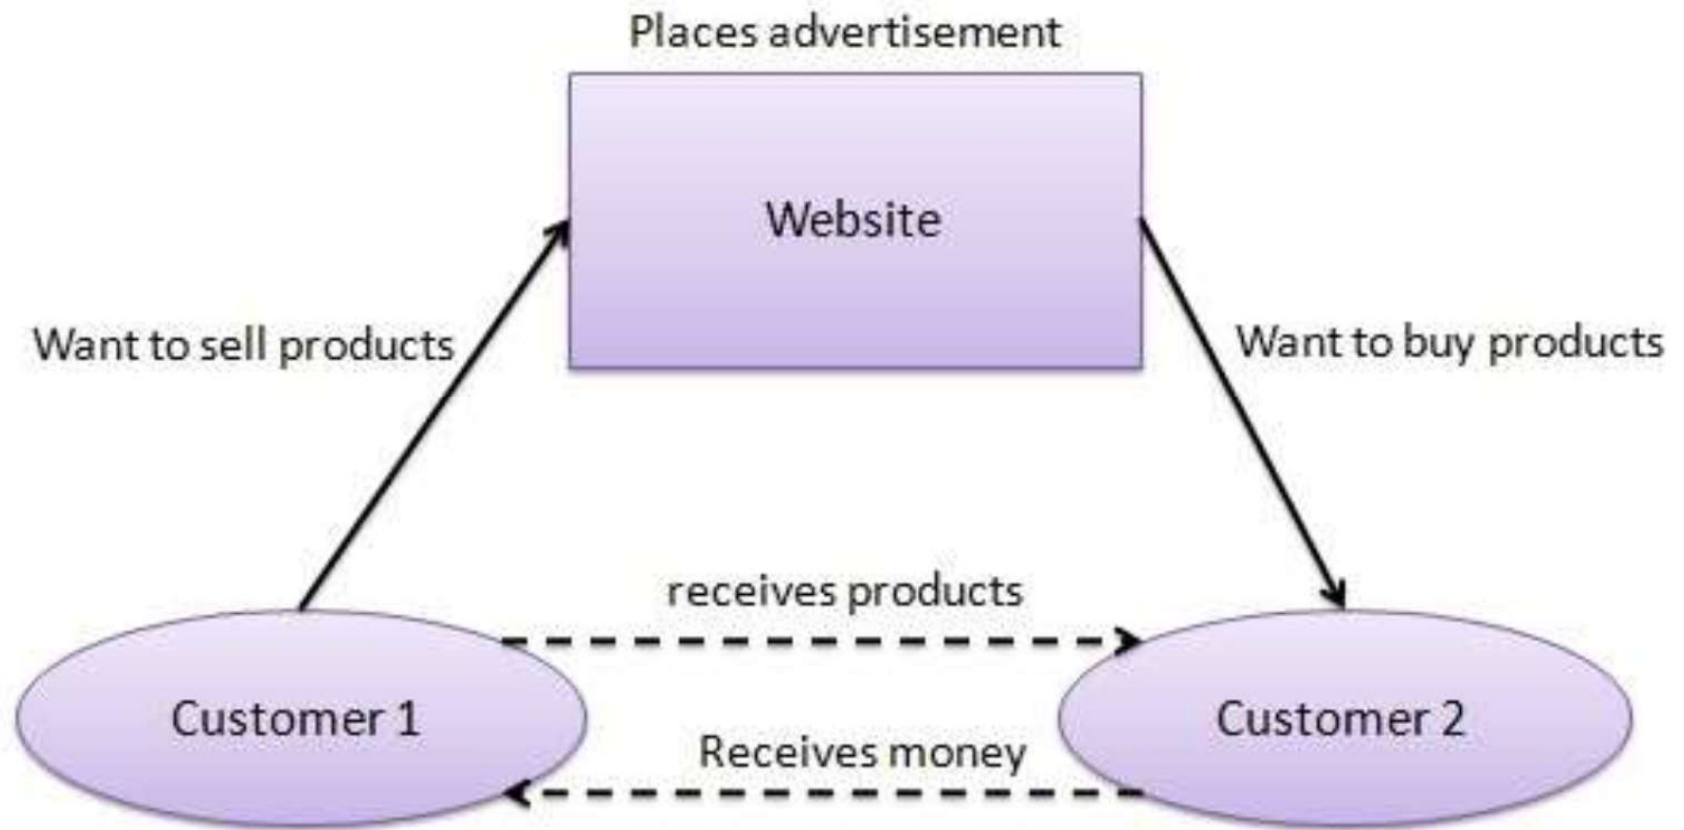 Places advertisement
Website
Want to sell products
Want to buy products
receives products
Customer 1
Customer 2
Receives money